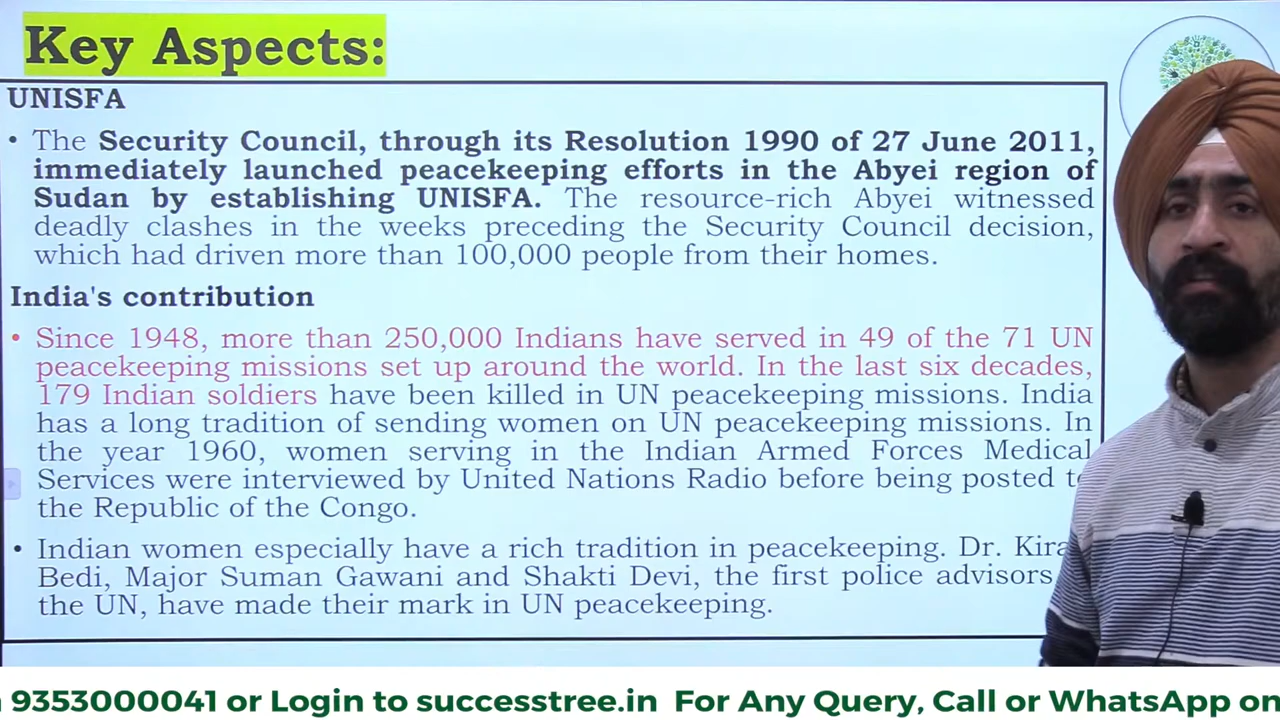 Key Aspects:
UNISFA
• The Security Council, through its Resolution 1990 of 27 June 2011,
immediately launched peacekeeping efforts in the Abyei region of
Sudan by establishing UNISFA. The resource-rich Abyei witnessed
deadly clashes in the weeks preceding the Security Council decision,
which had driven more than 100,000 people from their homes.
India's contribution
• Since 1948, more than 250,000 Indians have served in 49 of the 71 UN
peacekeeping missions set up around the world. In the last six decades,
179 Indian soldiers have been killed in UN peacekeeping missions. India
has a long tradition of sending women on UN peacekeeping missions. In
the year 1960, women serving in the Indian Armed Forces Medical
Services were interviewed by United Nations Radio before being posted
the Republic of the Congo.
• Indian women especially have a rich tradition in peacekeeping. Dr.
Bedi, Major Suman Gawani and Shakti Devi, the first police advisors
the UN, have made their mark in UN peacekeeping.
9353000041 or Login to successtree.in For Any Query, Call or WhatsApp on